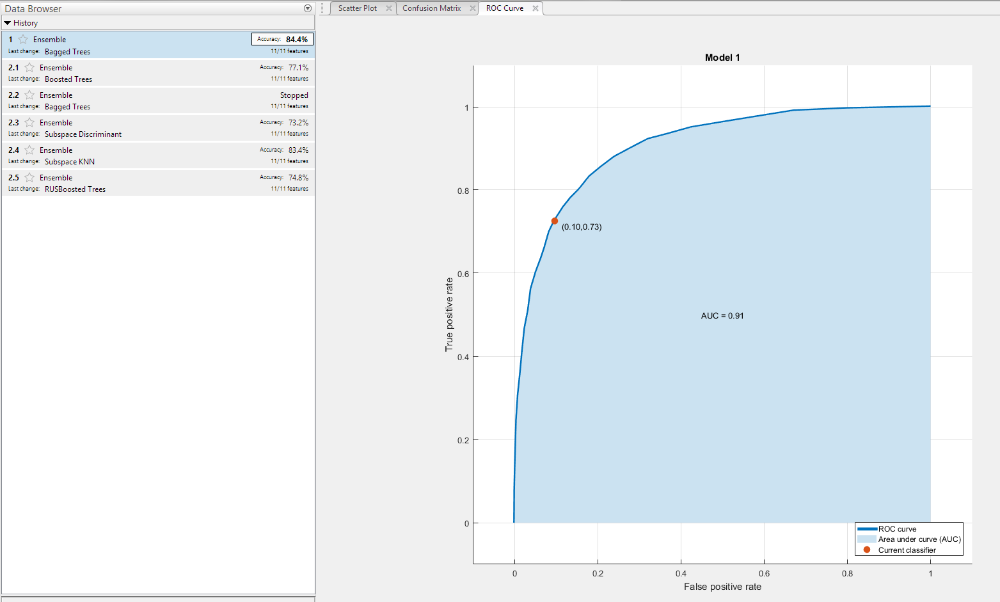 Data Browser
History
1 Ensemble Accuracy: 84.4%
Last change: Bagged Trees 11/11 features
2.1 Ensemble Accuracy: 77.1%
Last change: Boosted Trees 11/11 features
2.2 Ensemble Stopped
Last change: Bagged Trees 11/11 features
2.3 Ensemble Accuracy: 73.2%
Last change: Subspace Discriminant 11/11 features
2.4 Ensemble Accuracy: 83.4%
Last change: Subspace KNN 11/11 features
2.5 Ensemble Accuracy: 74.8%
Last change: RUSBoosted Trees 11/11 features
Scatter Plot Confusion Matrix ROC Curve
Model 1
1
0.8
0.6
0.4
0.2
0
True positive rate
(0.10,0.73)
AUC = 0.91
ROC curve
Area under curve (AUC)
Current classifier
0 0.2 0.4 0.6 0.8 1
False positive rate